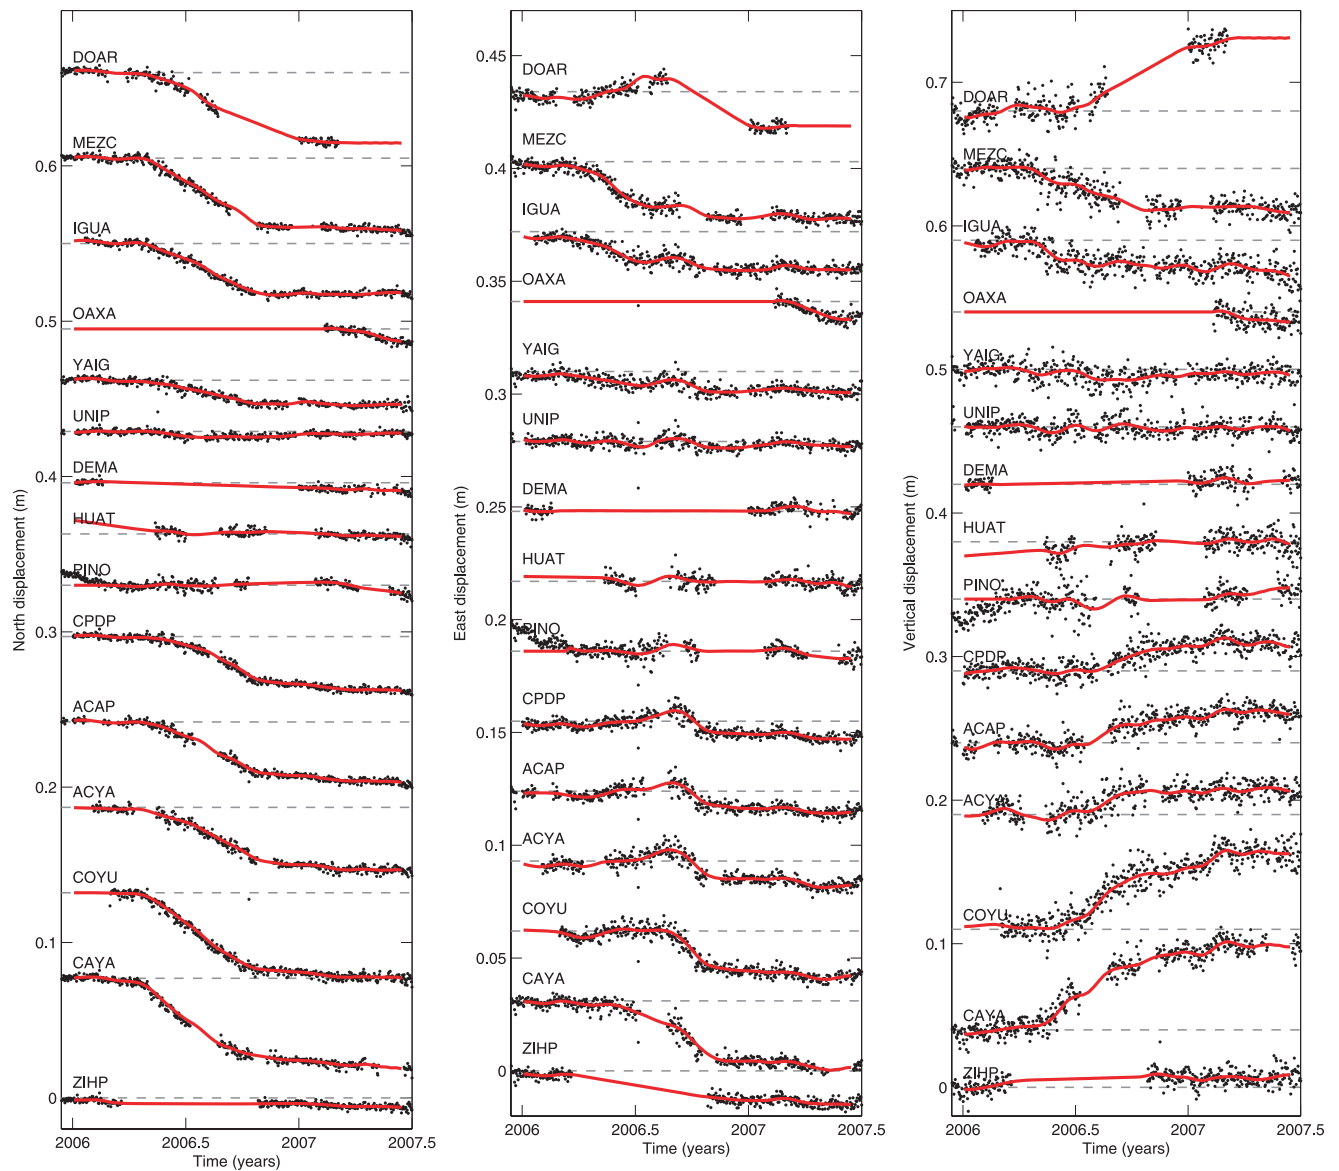 DOAR
MEZC
IGUA
OAXA
YAIG
UNIP
DEMA
HUAT
PINO
CPDP
ACAP
ACYA
COYU
CAYA
ZIHP
0.6
0.5
0.4
0.3
0.2
0.1
0
North displacement (m)
2006
2006.5
2007
2007.5
Time (years)
DOAR
MEZC
IGUA
OAXA
YAIG
UNIP
DEMA
HUAT
PINO
CPDP
ACAP
ACYA
COYU
CAYA
ZIHP
0.45
0.4
0.35
0.3
0.25
0.2
0.15
0.1
0.05
0
East displacement (m)
2006
2006.5
2007
2007.5
Time (years)
DOAR
MEZC
IGUA
OAXA
YAIG
UNIP
DEMA
HUAT
PINO
CPDP
ACAP
ACYA
COYU
CAYA
ZIHP
0.7
0.6
0.5
0.4
0.3
0.2
0.1
0
Vertical displacement (m)
2006
2006.5
2007
2007.5
Time (years)